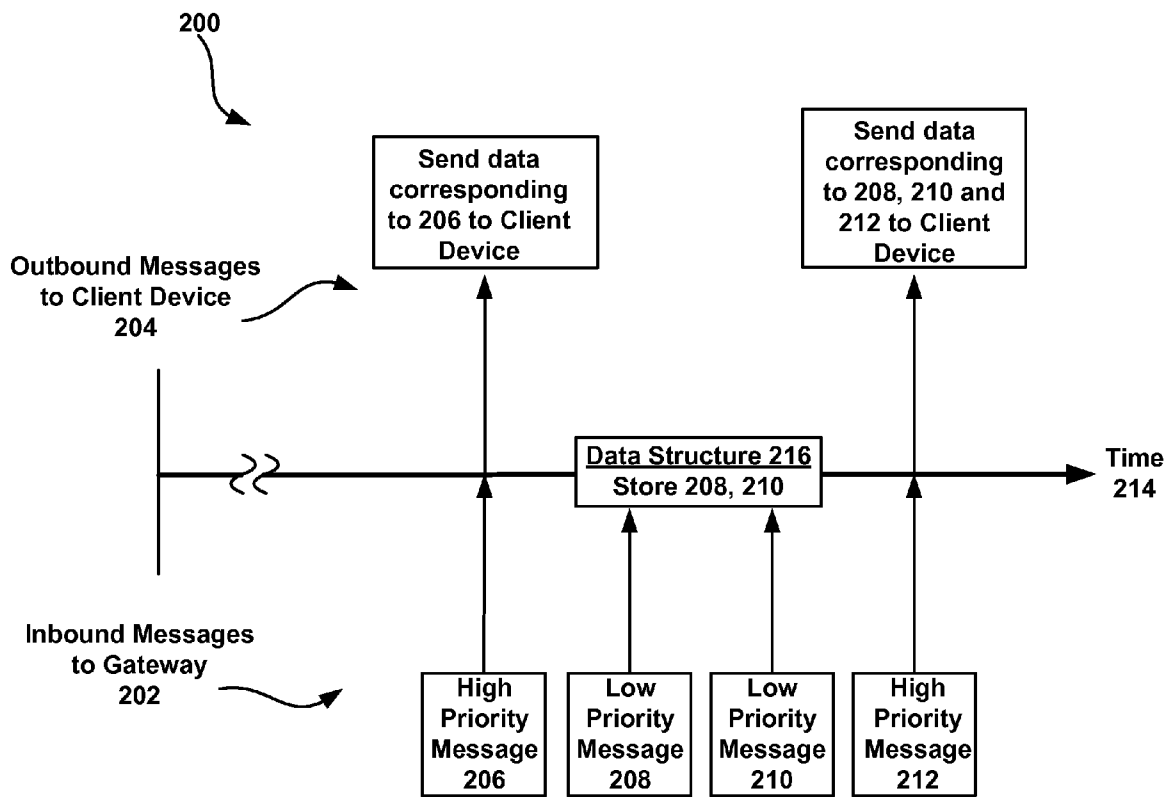 200
Send data
corresponding
to 206 to Client
Device
Send data
corresponding
to 208, 210 and
212 to Client
Device
Outbound Messages
to Client Device
204
Data Structure 216
Store 208, 210
Time
214
Inbound Messages
to Gateway
202
High
Priority
Message
206
Low
Priority
Message
208
Low
Priority
Message
210
High
Priority
Message
212